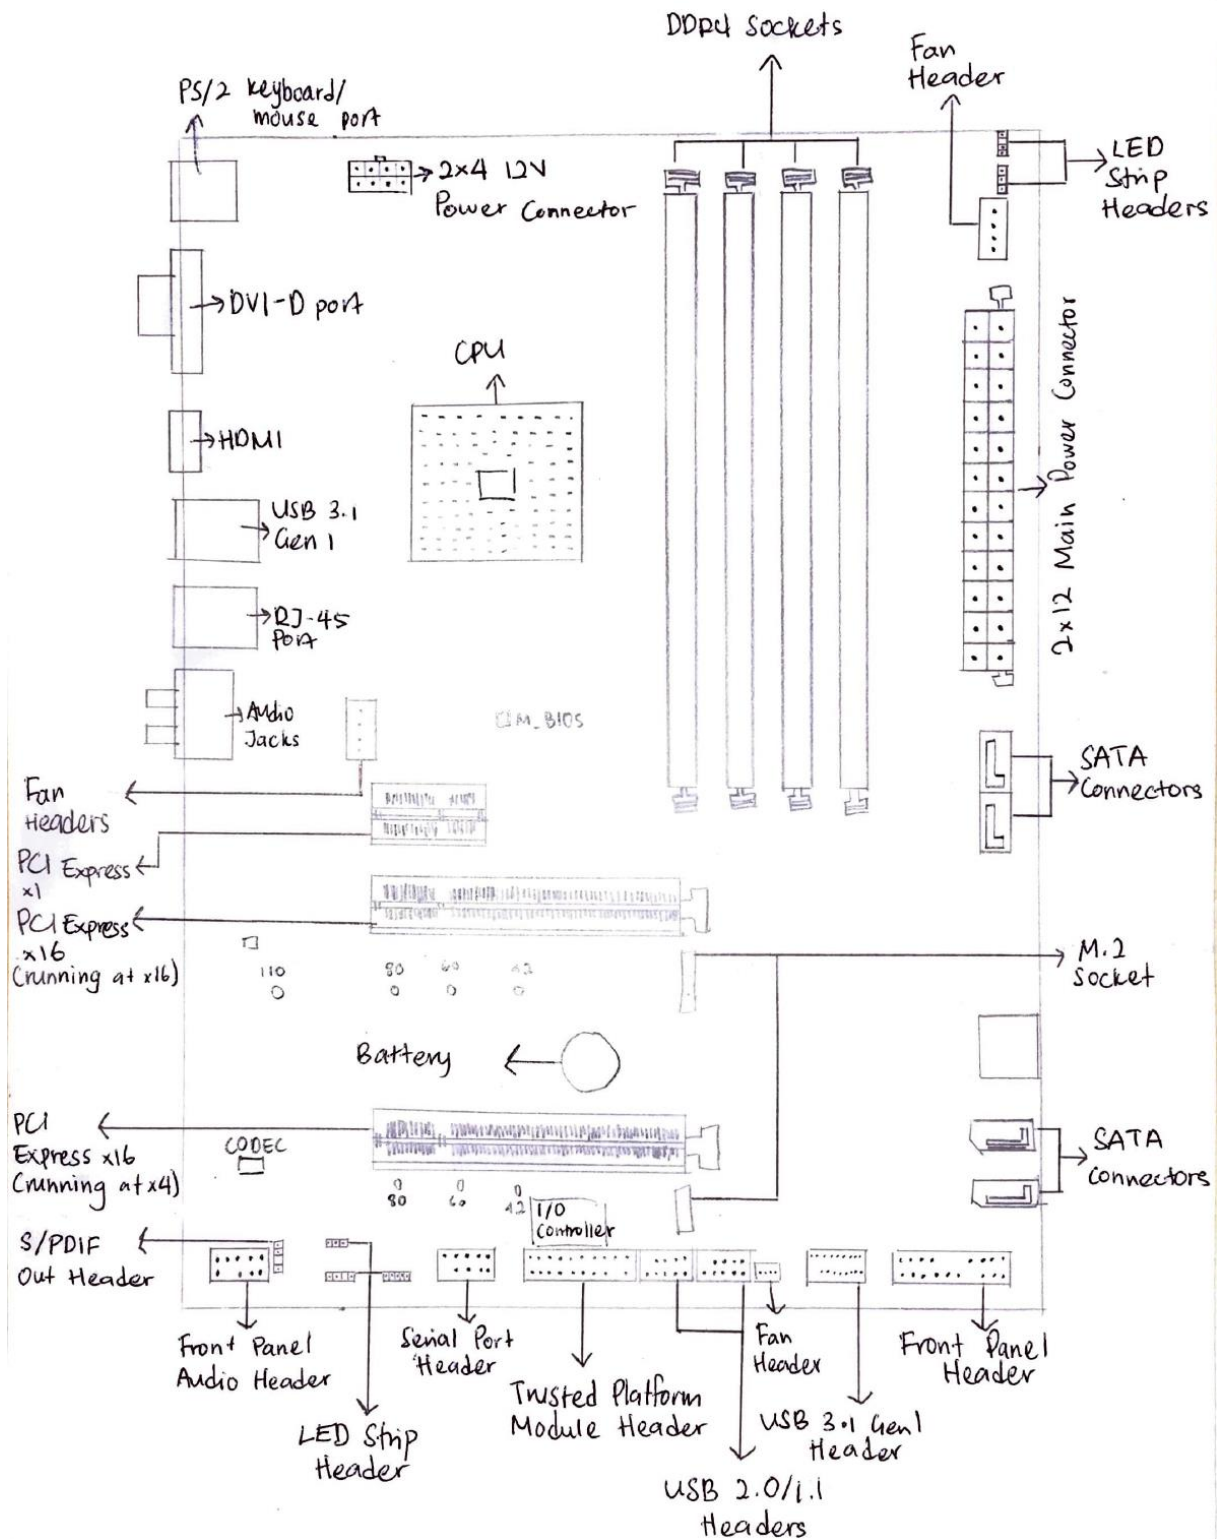 DDR4 Sockets
Fan
Header
PS/2 keyboard/
mouse port
2x4 12V
Power Connector
LED
Strip
Headers
DVI-D port
CPU
HDMI
2x12 Main Power Connector
USB 3.1
Gen 1
RJ-45
Port
Audio
Jacks
M_BIOS
SATA
Connectors
Fan
Headers
PCI Express
x1
PCI Express
x16
(running at x16)
110
80
60
42
M.2
Socket
Battery
PCI
Express x16
(running at x4)
CODEC
SATA
Connectors
80
60
42
I/O
Controller
S/PDIF
Out Header
Front Panel
Audio Header
Serial Port
Header
Fan
Header
Front Panel
Header
LED Strip
Header
Trusted Platform
Module Header
USB 3.1 Gen1
Header
USB 2.0/1.1
Headers